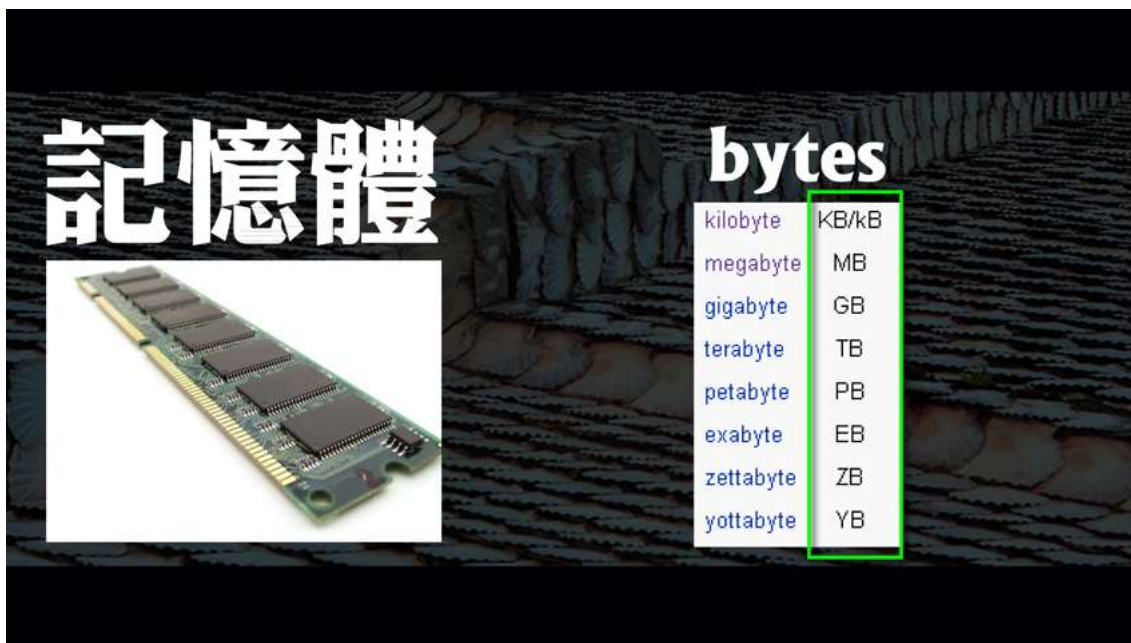 記憶體
bytes
kilobyte KB/kB
megabyte MB
gigabyte GB
terabyte TB
petabyte PB
exabyte EB
zettabyte ZB
yottabyte YB